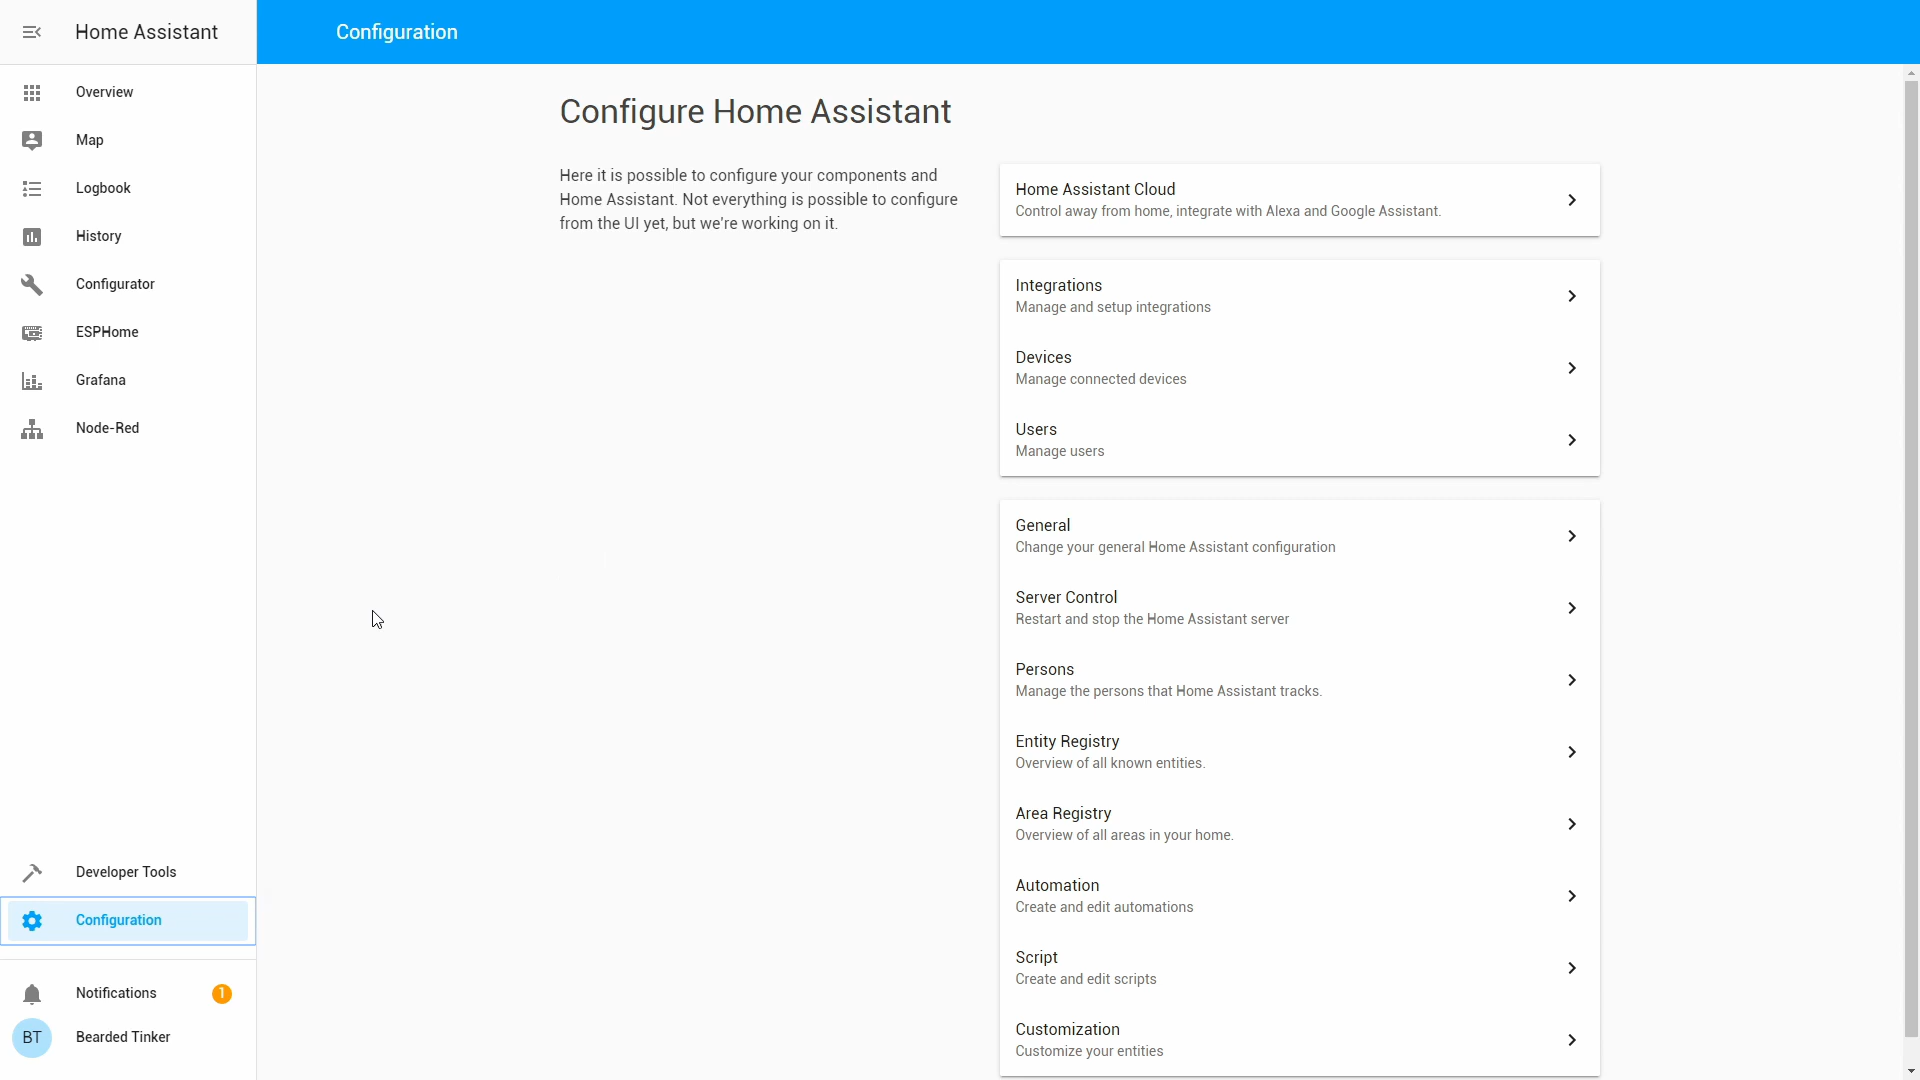 Home Assistant
Configuration
Overview
Map
Logbook
History
Configurator
ESPHome
Grafana
Node-Red
Developer Tools
Configuration
Notifications
1
BT
Bearded Tinker
Configure Home Assistant
Here it is possible to configure your components and
Home Assistant. Not everything is possible to configure
from the UI yet, but we're working on it.
Home Assistant Cloud
Control away from home, integrate with Alexa and Google Assistant.
Integrations
Manage and setup integrations
Devices
Manage connected devices
Users
Manage users
General
Change your general Home Assistant configuration
Server Control
Restart and stop the Home Assistant server
Persons
Manage the persons that Home Assistant tracks.
Entity Registry
Overview of all known entities.
Area Registry
Overview of all areas in your home.
Automation
Create and edit automations
Script
Create and edit scripts
Customization
Customize your entities